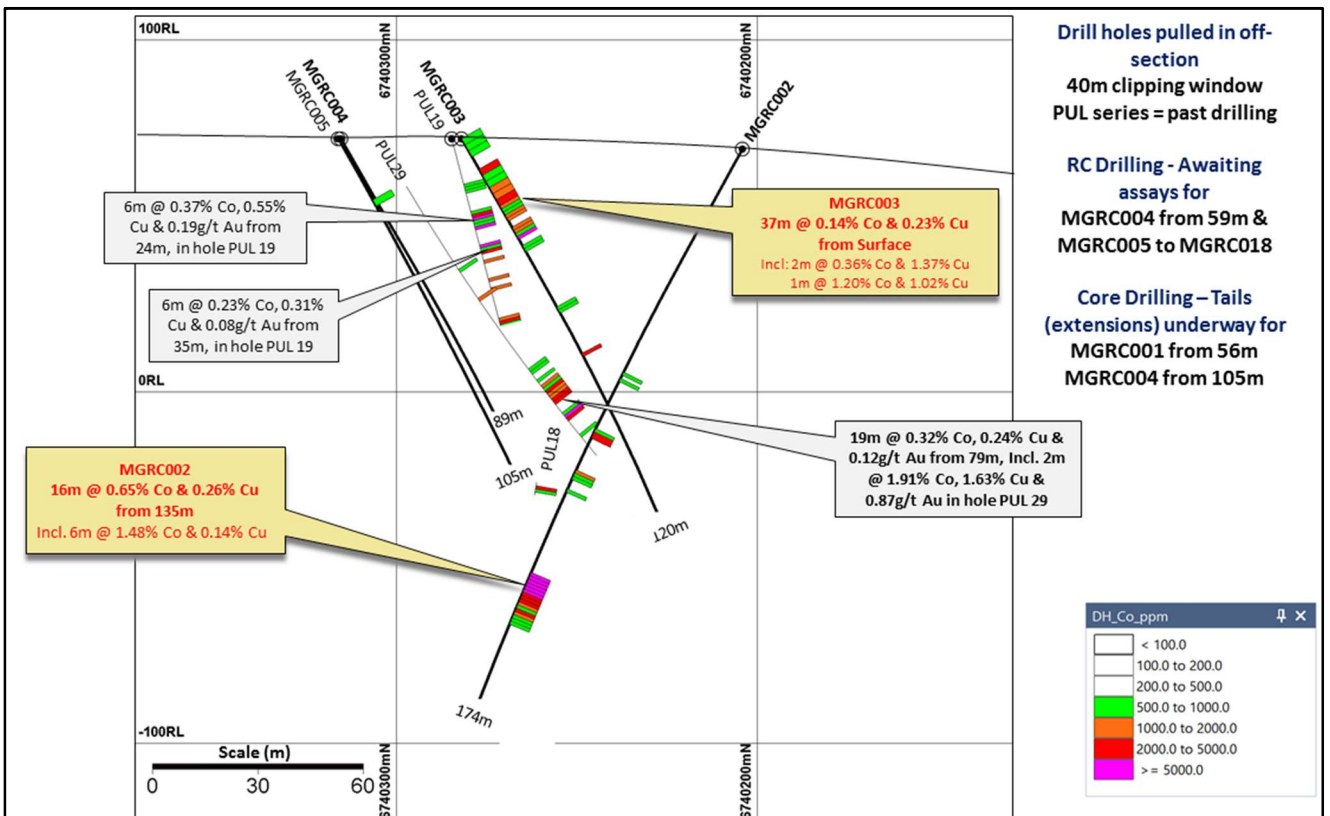 100RL
6740300mN
6740200mN
MGRC004
MGRC005
MGRC003
PUL19
MGRC002
PUL29
6m @ 0.37% Co, 0.55%
Cu & 0.19g/t Au from
24m, in hole PUL 19
MGRC003
37m @ 0.14% Co & 0.23% Cu
from Surface
Incl: 2m @ 0.36% Co & 1.37% Cu
1m @ 1.20% Co & 1.02% Cu
6m @ 0.23% Co, 0.31%
Cu & 0.08g/t Au from
35m, in hole PUL 19
0RL
89m
105m
PUL18
120m
19m @ 0.32% Co, 0.24% Cu &
0.12g/t Au from 79m, Incl. 2m
@ 1.91% Co, 1.63% Cu &
0.87g/t Au in hole PUL 29
MGRC002
16m @ 0.65% Co & 0.26% Cu
from 135m
Incl. 6m @ 1.48% Co & 0.14% Cu
174m
-100RL
Scale (m)
0 30 60
6740300mN
6740200mN
Drill holes pulled in off-
section
40m clipping window
PUL series = past drilling
RC Drilling - Awaiting
assays for
MGRC004 from 59m &
MGRC005 to MGRC018
Core Drilling – Tails
(extensions) underway for
MGRC001 from 56m
MGRC004 from 105m
DH_Co_ppm
< 100.0
100.0 to 200.0
200.0 to 500.0
500.0 to 1000.0
1000.0 to 2000.0
2000.0 to 5000.0
>= 5000.0